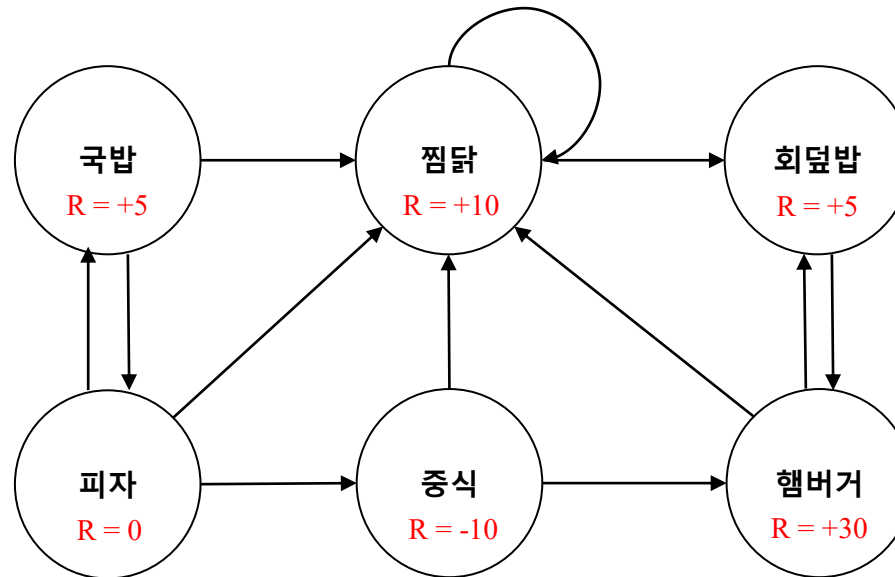 국밥
R = +5
찜닭
R = +10
회덮밥
R = +5
피자
R = 0
중식
R = -10
햄버거
R = +30